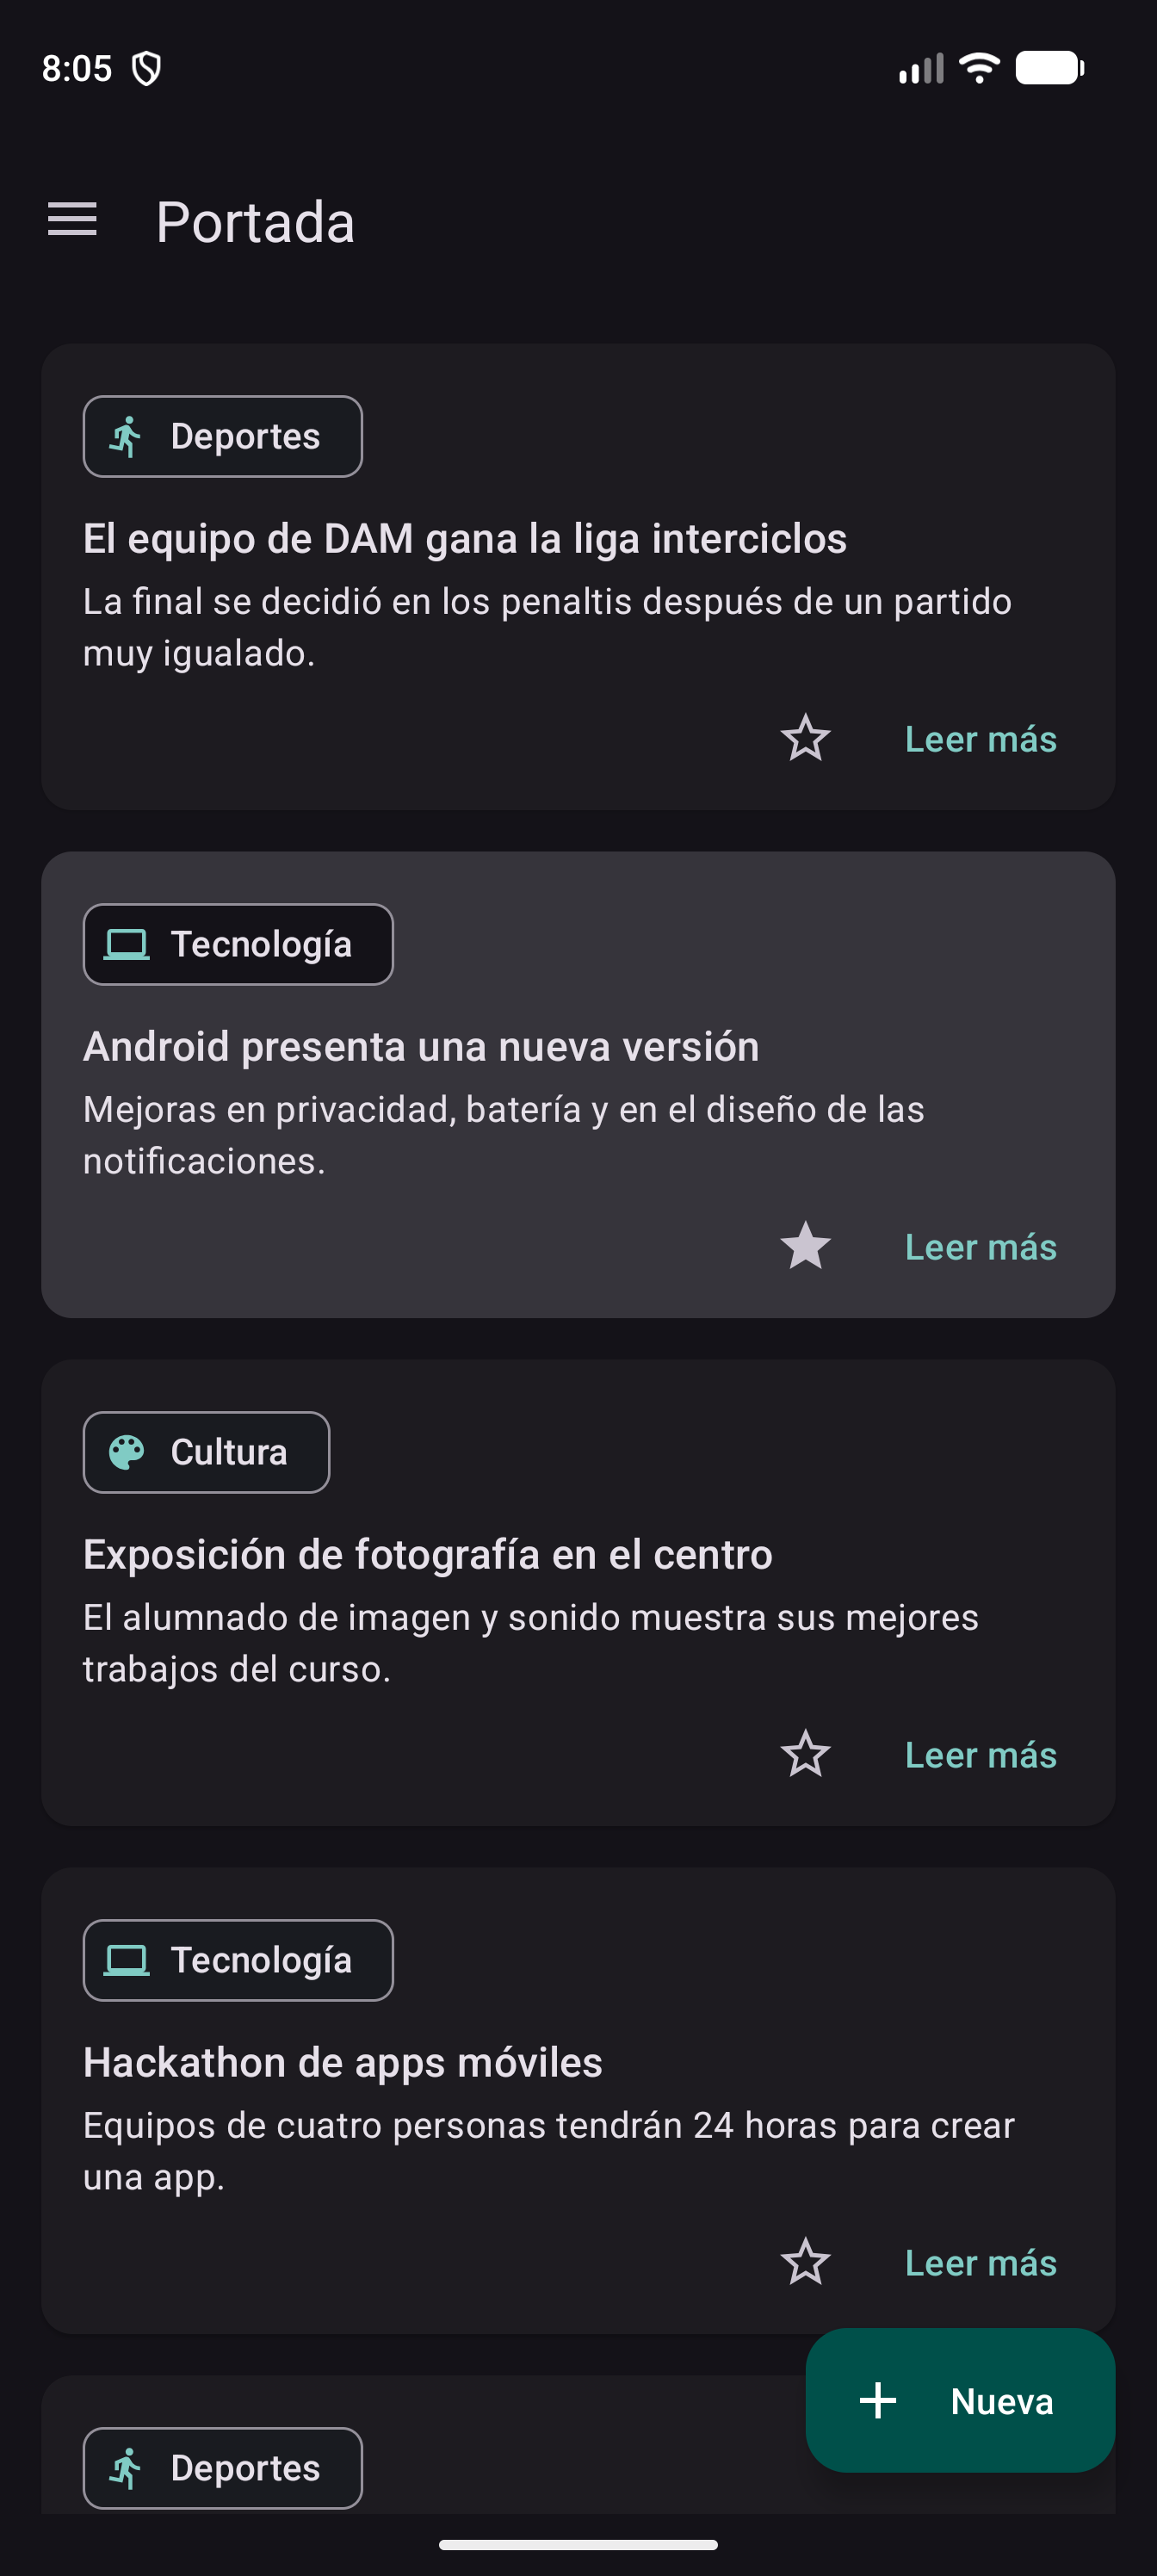 8:05
Portada
Deportes
El equipo de DAM gana la liga interciclos
La final se decidió en los penaltis después de un partido
muy igualado.
Leer más
Tecnología
Android presenta una nueva versión
Mejoras en privacidad, batería y en el diseño de las
notificaciones.
Leer más
Cultura
Exposición de fotografía en el centro
El alumnado de imagen y sonido muestra sus mejores
trabajos del curso.
Leer más
Tecnología
Hackathon de apps móviles
Equipos de cuatro personas tendrán 24 horas para crear
una app.
Leer más
Nueva
Deportes